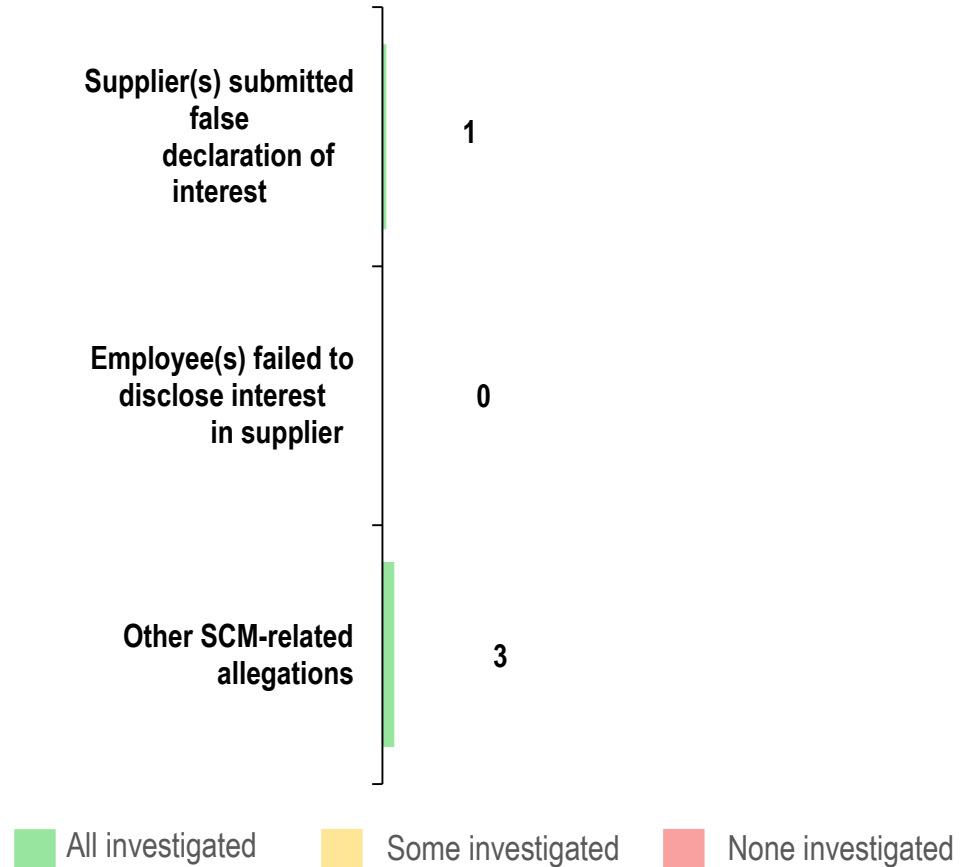 Supplier(s) submitted
false
declaration of
interest
1
Employee(s) failed to
disclose interest
in supplier
0
Other SCM-related
allegations
3
All investigated
Some investigated
None investigated